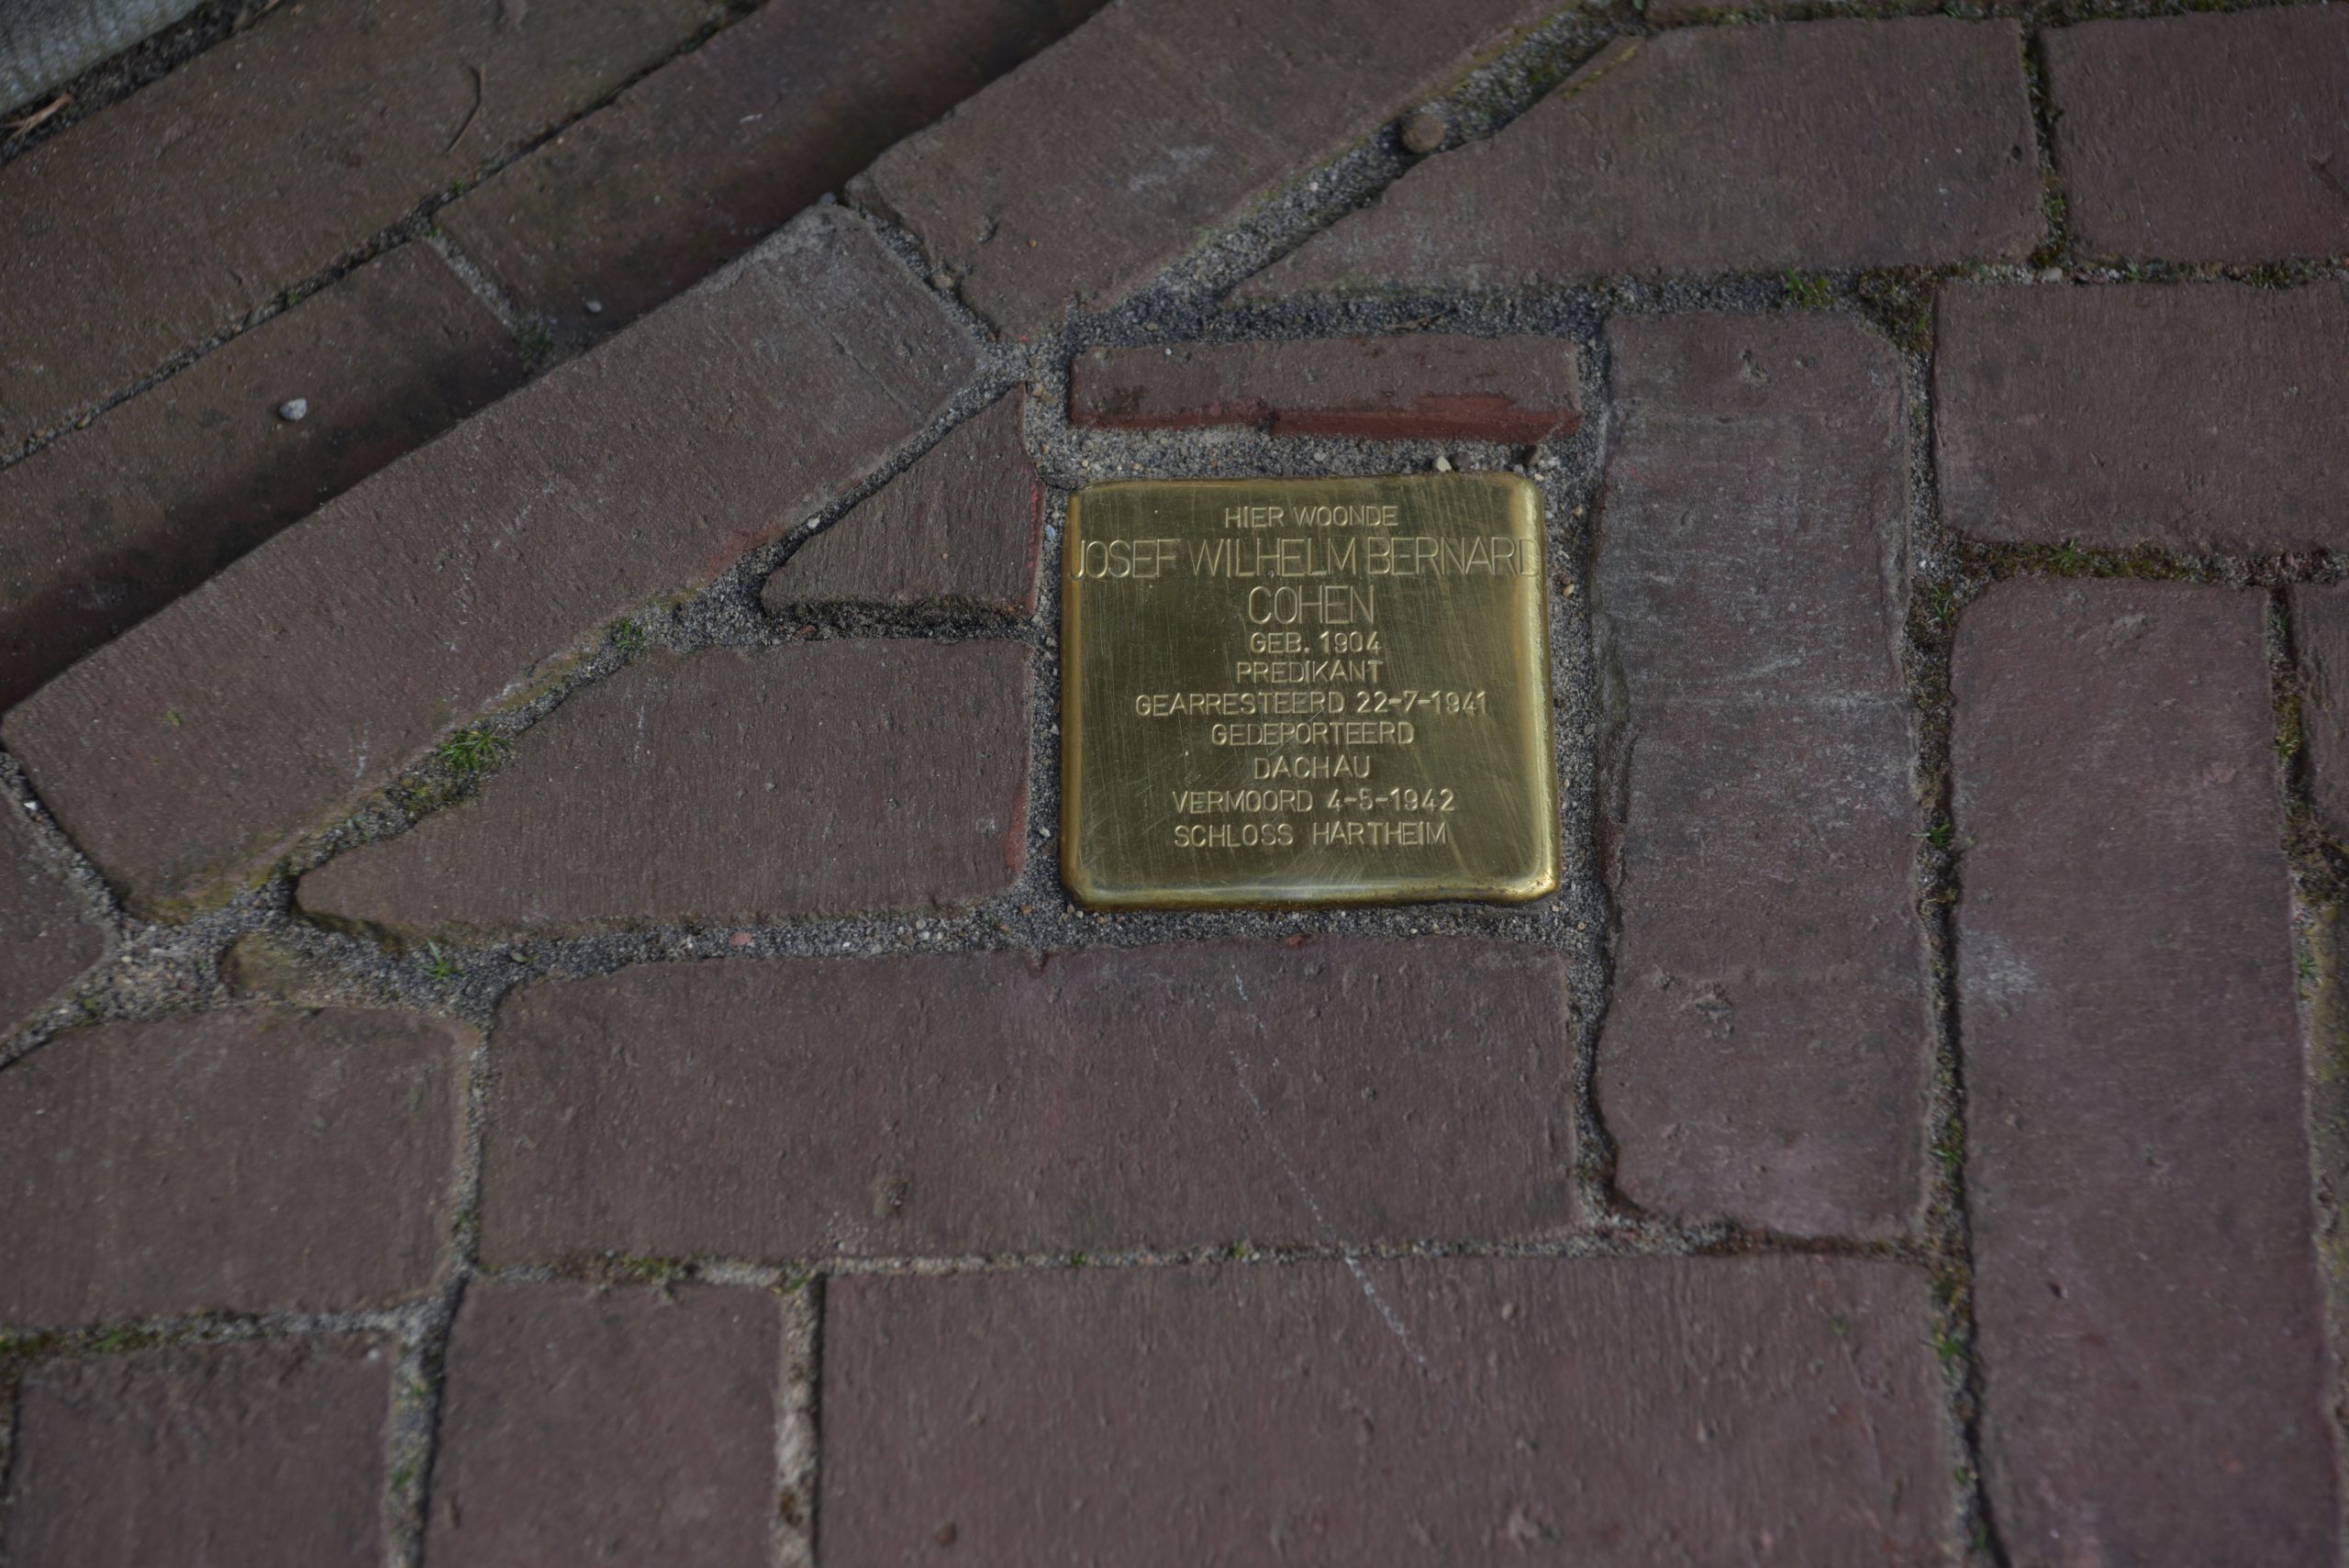 HIER WOONDE
JOSEF WILHELM BERNARD
COHEN
GEB. 1904
PREDIKANT
GEARRESTEERD 22-7-1941
GEDEPORTEERD
DACHAU
VERMOORD 4-5-1942
SCHLOSS HARTHEIM